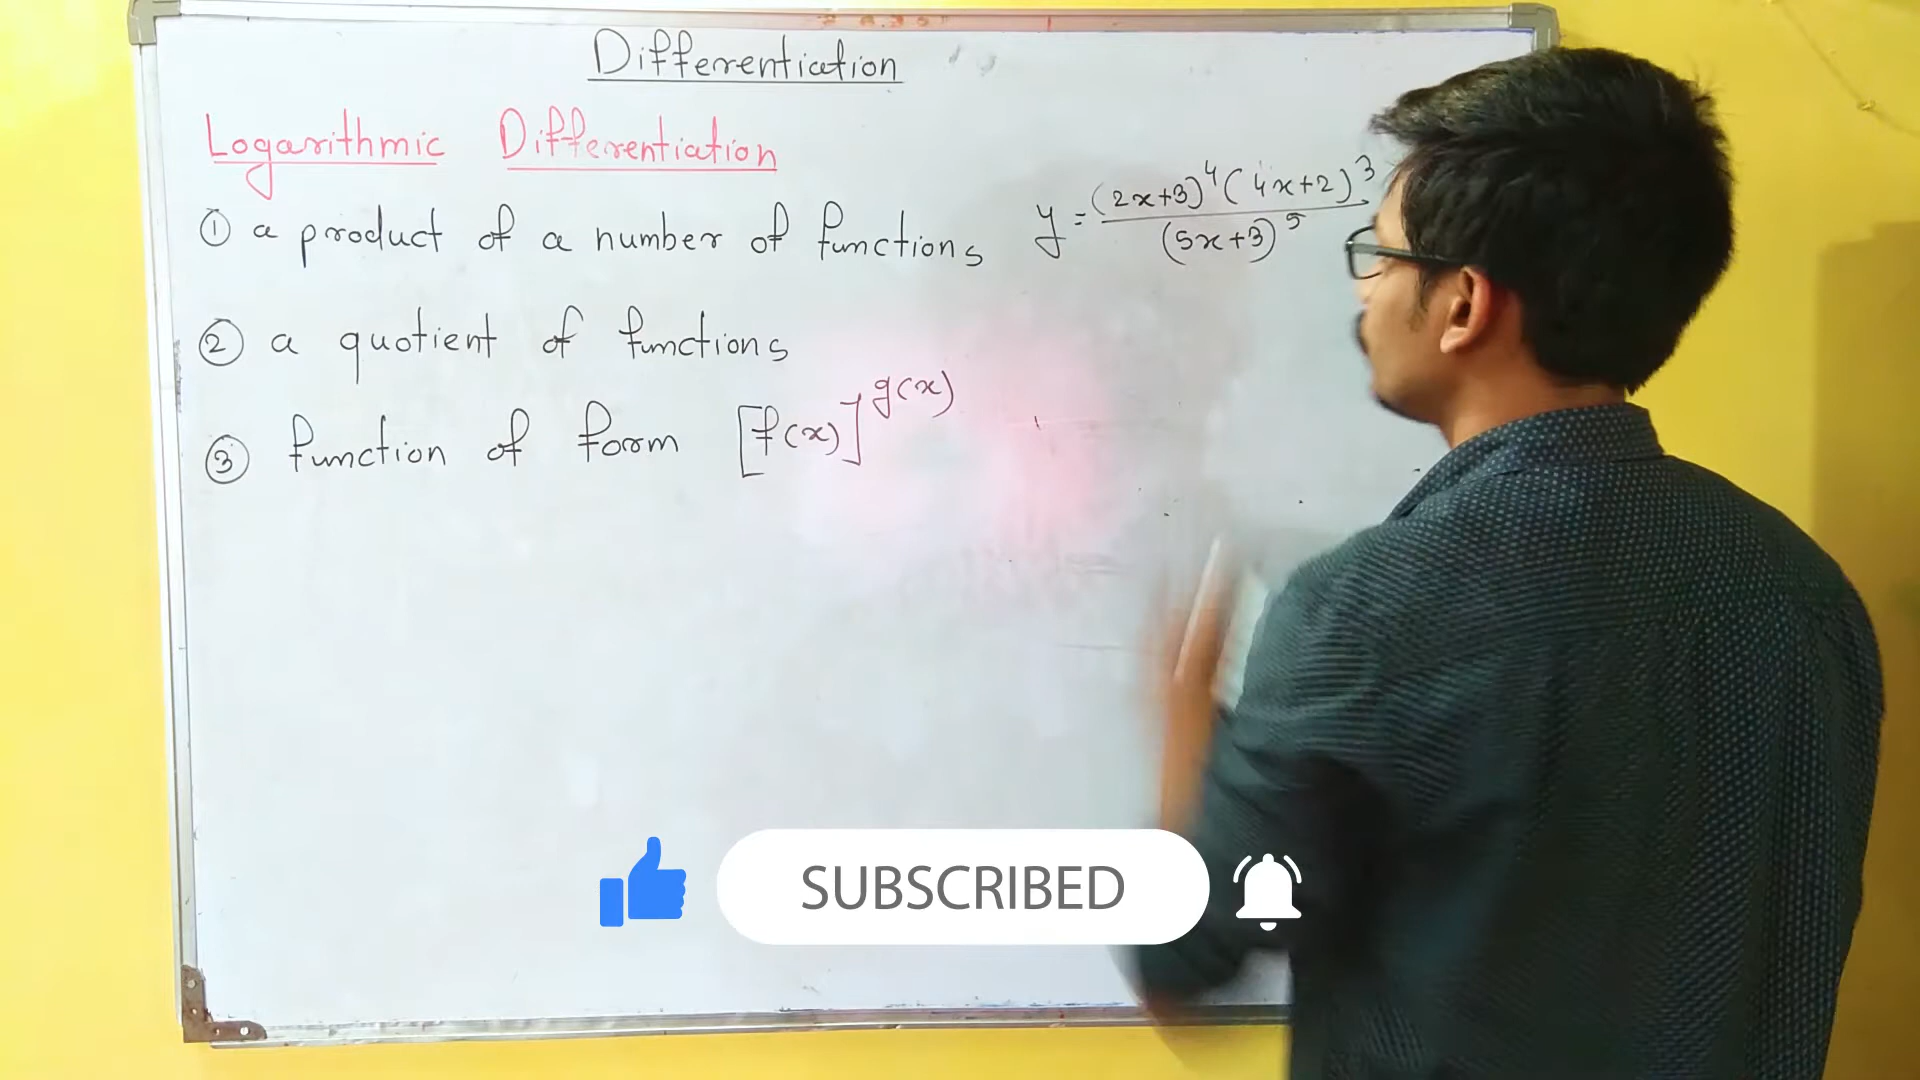 Differentiation
Logarithmic Differentiation
① a product of a number of functions
y = (2x+3)^4 (4x+2)^3 / (5x+3)^5
② a quotient of functions
③ function of form [f(x)]^g(x)
SUBSCRIBED